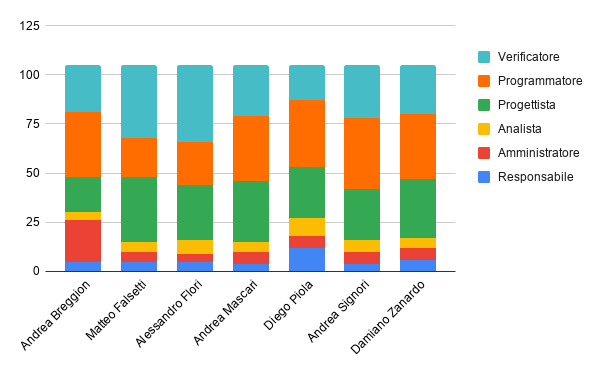 125
100
75
50
25
0
Andrea Breggion
Matteo Falsetti
Alessandro Flori
Andrea Mascari
Diego Piola
Andrea Signori
Damiano Zanardo
Verificatore
Programmatore
Progettista
Analista
Amministratore
Responsabile